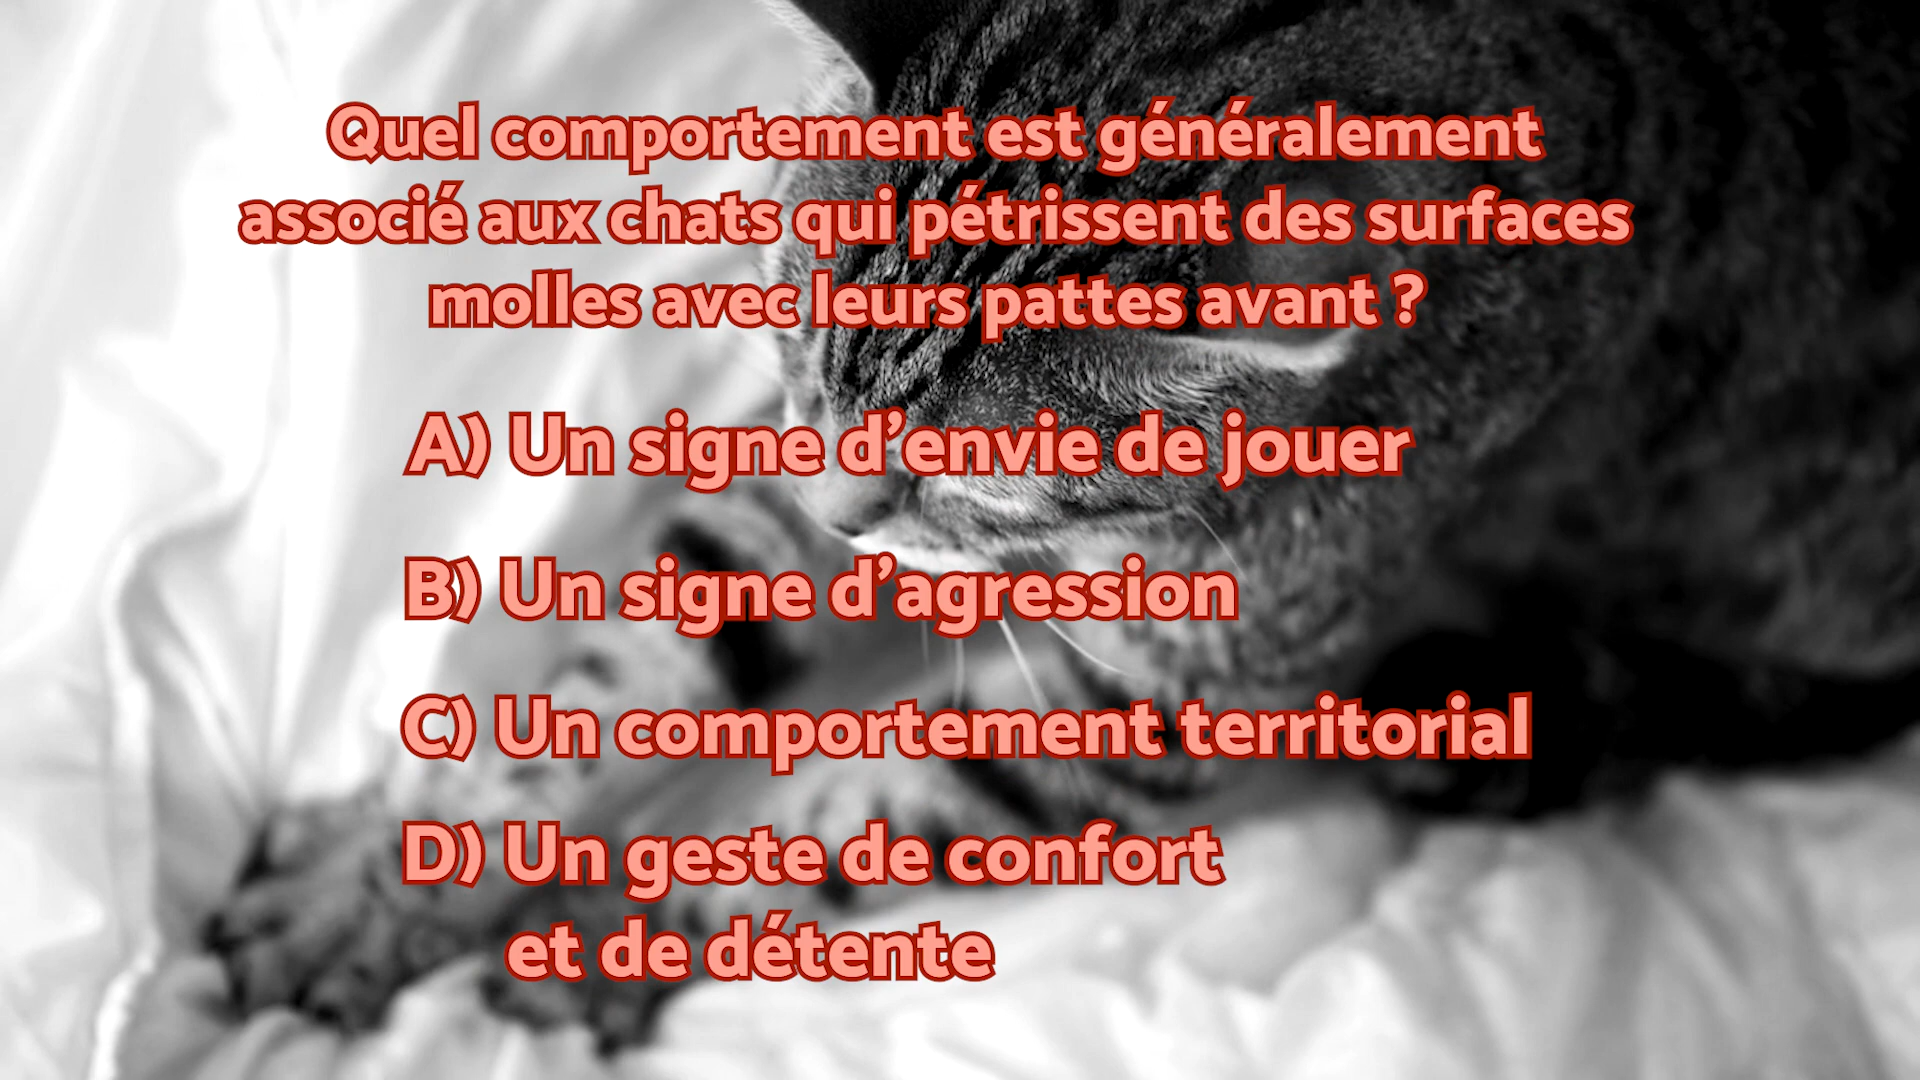 Quel comportement est généralement
associé aux chats qui pétrissent des surfaces
molles avec leurs pattes avant ?
A) Un signe d’envie de jouer
B) Un signe d’agression
C) Un comportement territorial
D) Un geste de confort
et de détente